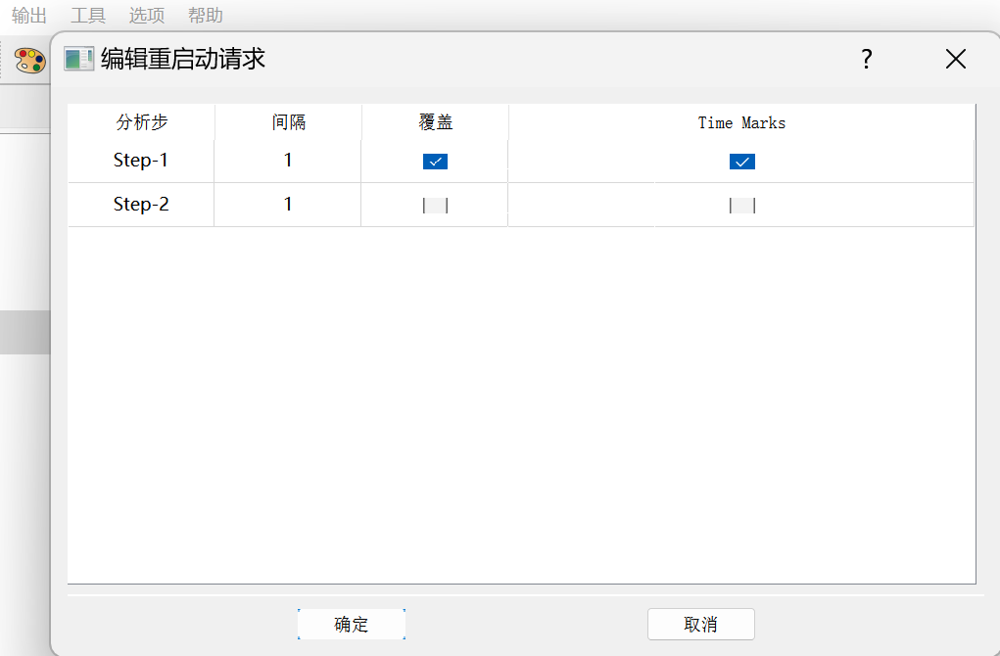 输出 工具 选项 帮助
编辑重启动请求 ?
分析步 间隔 覆盖 Time Marks
Step-1 1
Step-2 1
确定 取消